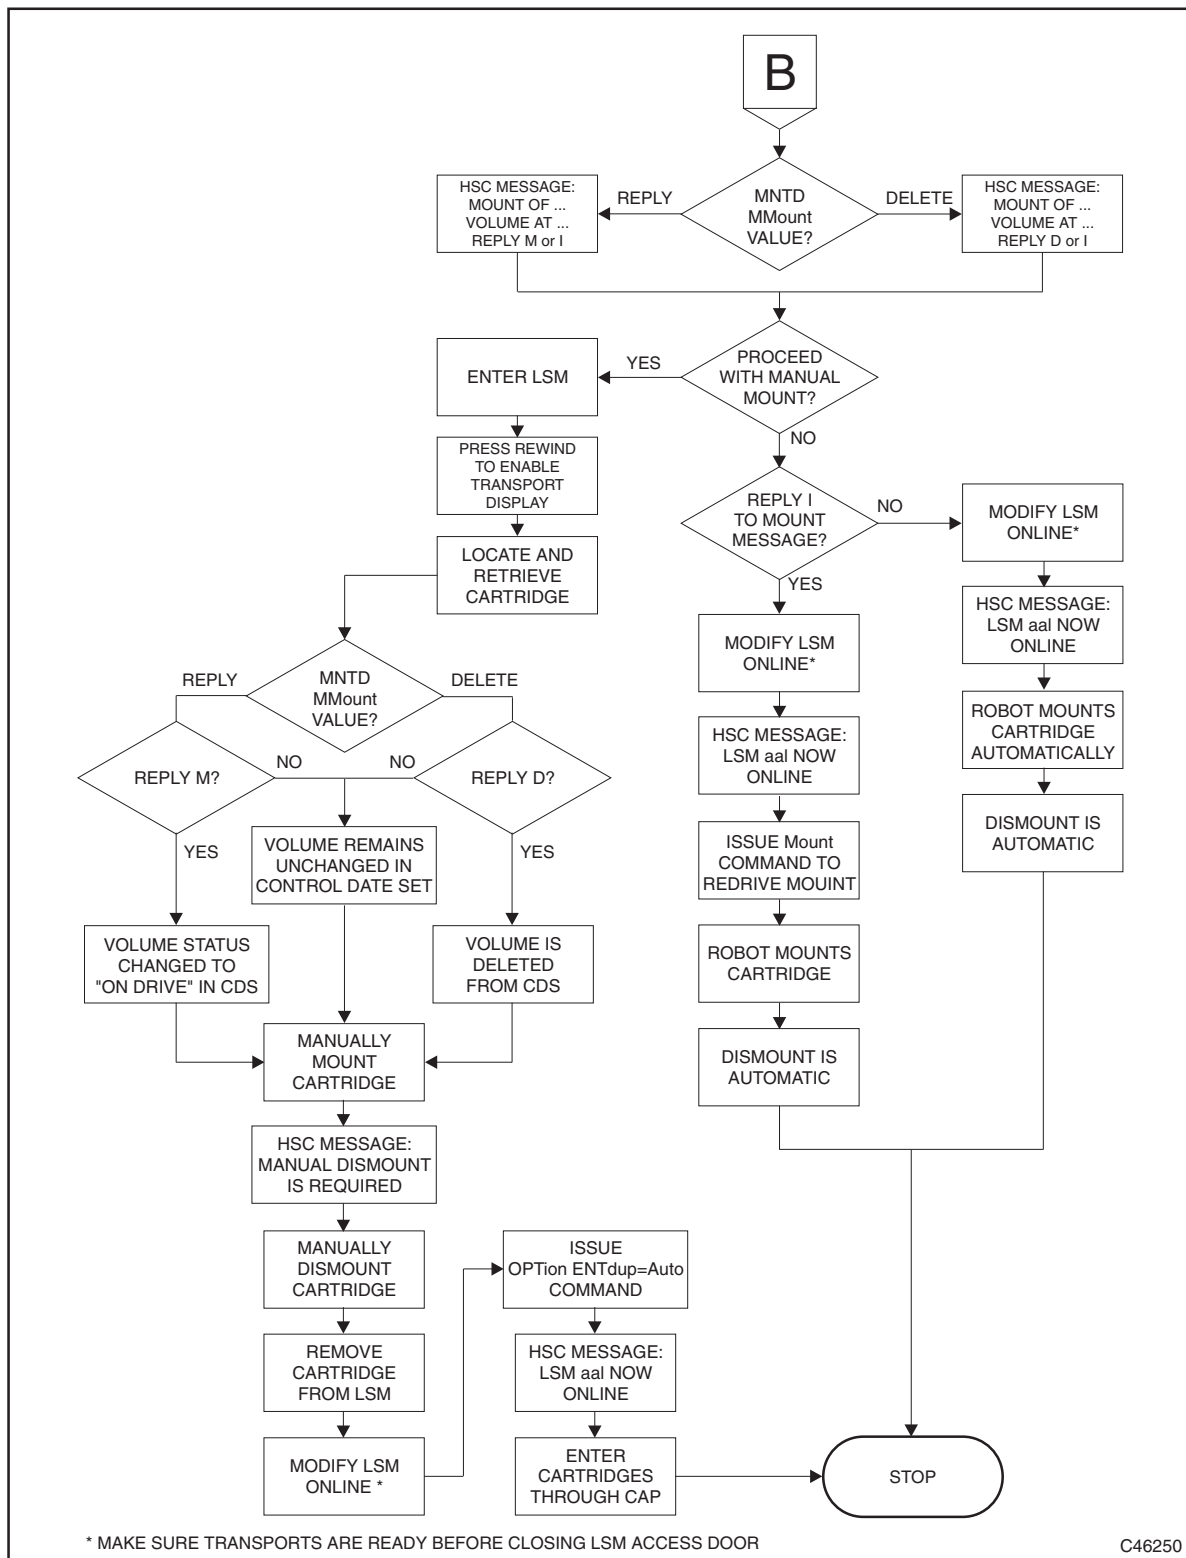 B
MNTD
MMount
VALUE?
REPLY
DELETE
HSC MESSAGE:
MOUNT OF ...
VOLUME AT ...
REPLY M or I
HSC MESSAGE:
MOUNT OF ...
VOLUME AT ...
REPLY D or I
PROCEED
WITH MANUAL
MOUNT?
YES
NO
ENTER LSM
PRESS REWIND
TO ENABLE
TRANSPORT
DISPLAY
LOCATE AND
RETRIEVE
CARTRIDGE
REPLY I
TO MOUNT
MESSAGE?
NO
YES
MODIFY LSM
ONLINE*
HSC MESSAGE:
LSM aal NOW
ONLINE
ROBOT MOUNTS
CARTRIDGE
AUTOMATICALLY
DISMOUNT IS
AUTOMATIC
MODIFY LSM
ONLINE*
HSC MESSAGE:
LSM aal NOW
ONLINE
ISSUE Mount
COMMAND TO
REDRIVE MOUINT
ROBOT MOUNTS
CARTRIDGE
DISMOUNT IS
AUTOMATIC
MNTD
MMount
VALUE?
REPLY
DELETE
REPLY M?
NO
NO
REPLY D?
YES
YES
VOLUME REMAINS
UNCHANGED IN
CONTROL DATE SET
VOLUME STATUS
CHANGED TO
"ON DRIVE" IN CDS
VOLUME IS
DELETED
FROM CDS
MANUALLY
MOUNT
CARTRIDGE
HSC MESSAGE:
MANUAL DISMOUNT
IS REQUIRED
MANUALLY
DISMOUNT
CARTRIDGE
REMOVE
CARTRIDGE
FROM LSM
MODIFY LSM
ONLINE *
ISSUE
OPTion ENTdup=Auto
COMMAND
HSC MESSAGE:
LSM aal NOW
ONLINE
ENTER
CARTRIDGES
THROUGH CAP
STOP
* MAKE SURE TRANSPORTS ARE READY BEFORE CLOSING LSM ACCESS DOOR
C46250